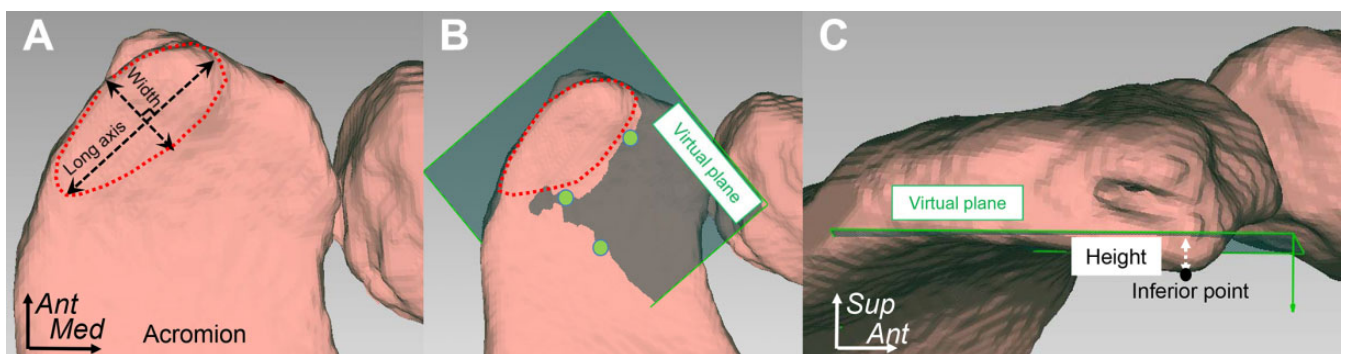 A
Width
Long axis
Ant
Med
Acromion
B
Virtual plane
C
Virtual plane
Height
Inferior point
Sup
Ant